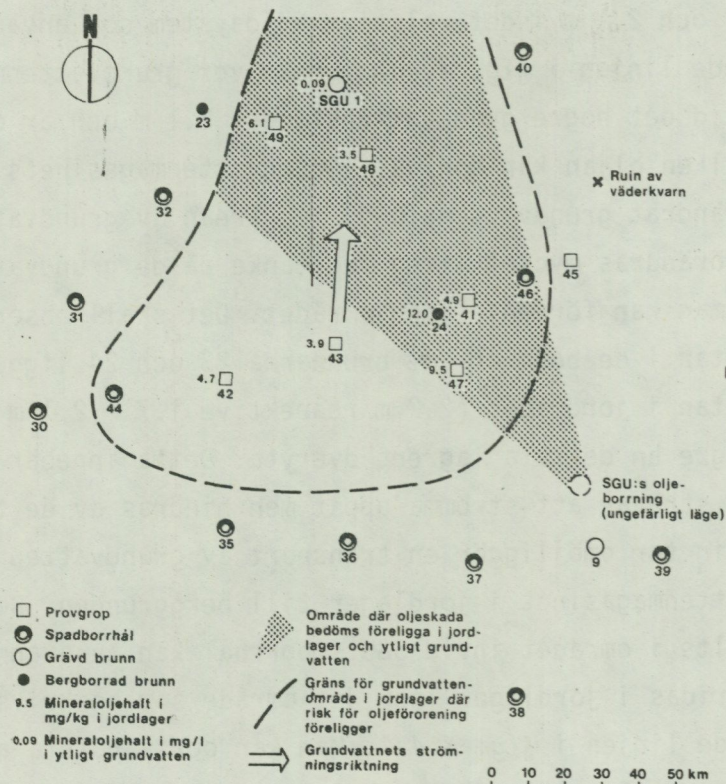 N
40
0.09
SGU 1
23
6.1
49
3.5
48
Ruin av
väderkvarn
32
45
46
31
4.9
41
12.0
24
3.9
43
9.5
47
4.7
42
44
30
SGU:s olje-
borrning
(ungefärligt läge)
35
36
37
9
39
38
Provgrop
Spadborrhål
Grävd brunn
Bergborrad brunn
9.5 Mineraloljehalt i
mg/kg i jordlager
0.09 Mineraloljehalt i mg/l
i ytligt grundvatten
Område där oljeskada
bedöms föreligga i jord-
lager och ytligt grund-
vatten
Gräns för grundvatten-
område i jordlager där
risk för oljeförorening
föreligger
Grundvattnets ström-
ningsriktning
0 10 20 30 40 50 km